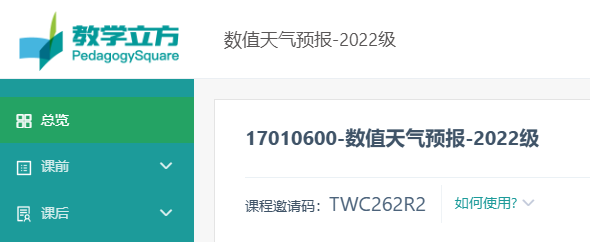 教学立方
PedagogySquare
数值天气预报-2022级
总览
课前
课后
17010600-数值天气预报-2022级
课程邀请码：TWC262R2 如何使用?